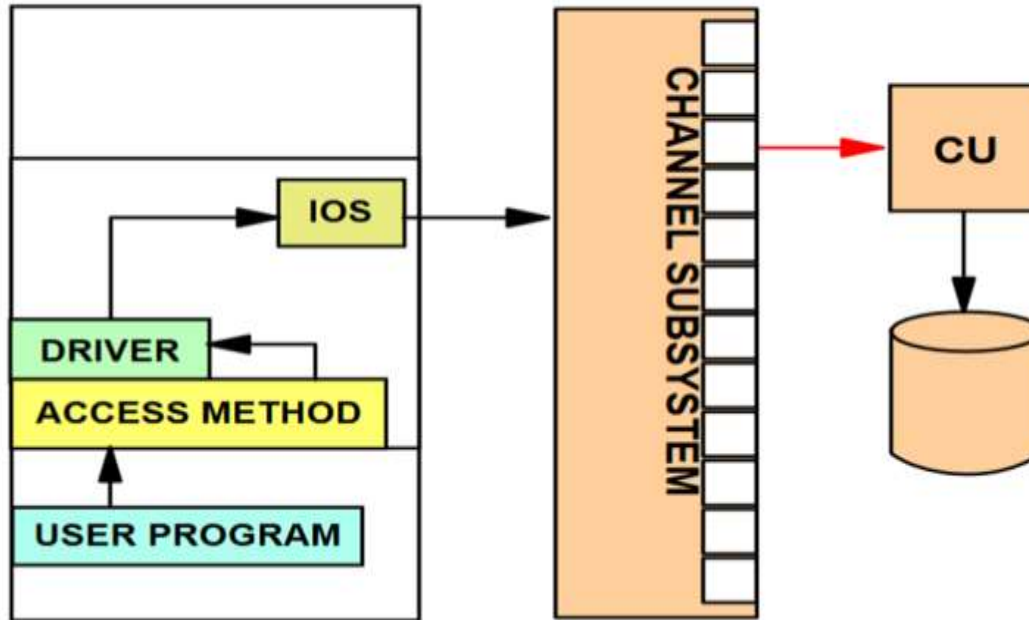 IOS
DRIVER
ACCESS METHOD
USER PROGRAM
CHANNEL SUBSYSTEM
CU